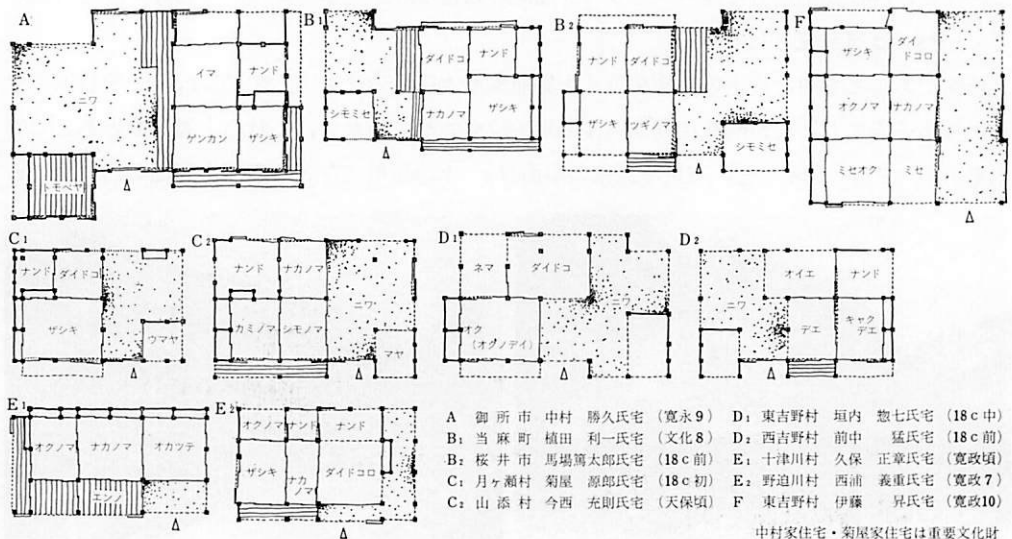 A
イマ
ナンド
ニワ
ゲンカン
ザシキ
トモベヤ
B1
ダイドコ
ナンド
シモミセ
ナカノマ
ザシキ
B2
ナンド
ダイドコ
ザシキ
ツギノマ
シモミセ
F
ザシキ
ダイ
ドコロ
オクノマ
ナカノマ
ミセオク
ミセ
C1
ナンド
ダイドコ
ザシキ
ウマヤ
C2
ナンド
ナカノマ
ニワ
カミノマ
シモノマ
マヤ
D1
ネマ
ダイドコ
ニワ
オク
(オクノデイ)
D2
オイエ
ナンド
ニワ
デエ
キャク
デエ
E1
オクノマ
ナカノマ
オカッテ
エンノ
E2
オクノマ
ナンド
ナンド
ザシキ
ナカ
ノマ
ダイドコロ
A 御所市 中村 勝久氏宅 (寛永9)
B1 当麻町 植田 利一氏宅 (文化8)
B2 桜井市 馬場篤太郎氏宅 (18c前)
C1 月ヶ瀬村 菊屋 源郎氏宅 (18c初)
C2 山添村 今西 充則氏宅 (天保頃)
D1 東吉野村 垣内 惣七氏宅 (18c中)
D2 西吉野村 前中 猛氏宅 (18c前)
E1 十津川村 久保 正章氏宅 (寛政頃)
E2 野迫川村 西浦 義重氏宅 (寛政7)
F 東吉野村 伊藤 昇氏宅 (寛政10)
中村家住宅・菊屋家住宅は重要文化財